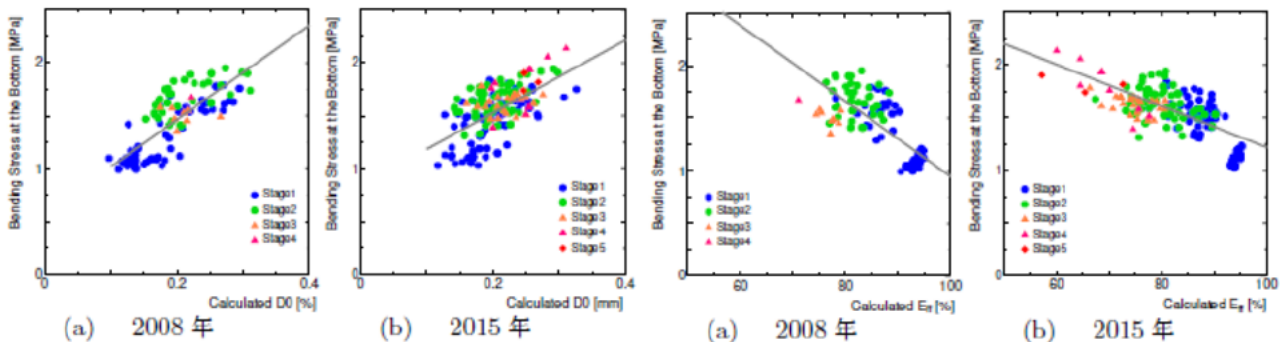 Bending Stress at the Bottom [MPa]
2
1
0
0
0.2
0.4
Calculated D0 [%]
Stage1
Stage2
Stage3
Stage4
(a) 2008 年
Bending Stress at the Bottom [MPa]
2
1
0
0
0.2
0.4
Calculated D0 [mm]
Stage1
Stage2
Stage3
Stage4
Stage5
(b) 2015 年
Bending Stress at the Bottom [MPa]
2
1
0
60
80
100
Calculated Eff [%]
Stage1
Stage2
Stage3
Stage4
(a) 2008 年
Bending Stress at the Bottom [MPa]
2
1
0
60
80
100
Calculated Eff [%]
Stage1
Stage2
Stage3
Stage4
Stage5
(b) 2015 年